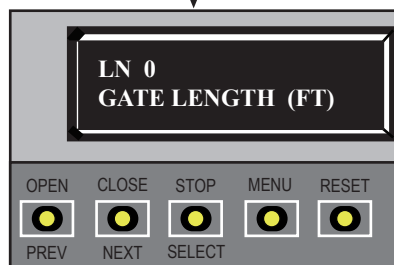 LN 0
GATE LENGTH (FT)
OPEN CLOSE STOP MENU RESET
PREV NEXT SELECT